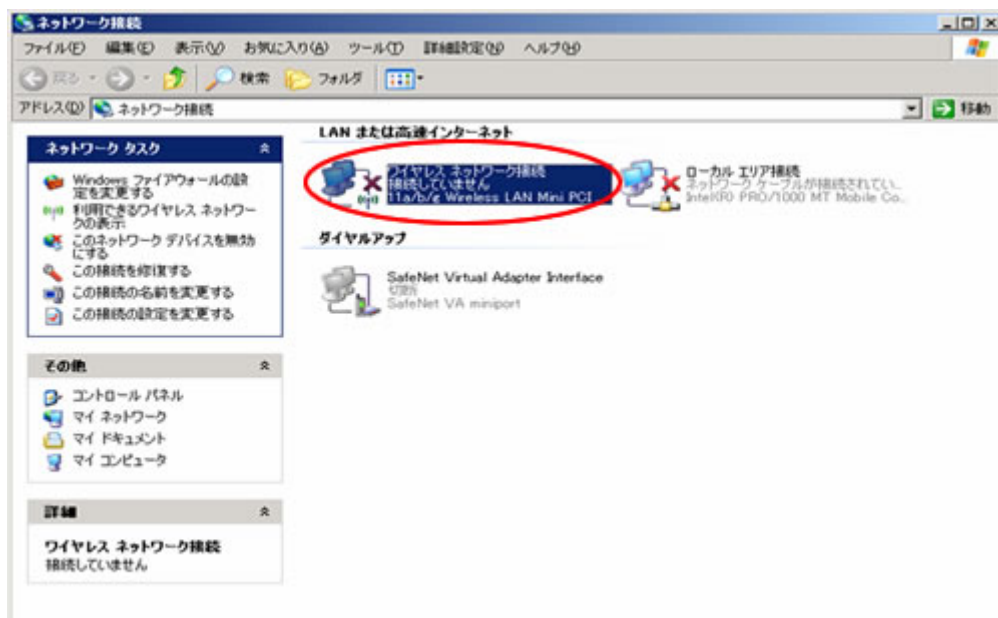 ネットワーク接続
ファイル(F) 編集(E) 表示(V) お気に入り(A) ツール(T) 詳細設定(N) ヘルプ(H)
戻る 検索 フォルダ
アドレス(D) ネットワーク接続 移動
ネットワーク タスク
Windows ファイアウォールの設
定を変更する
利用できるワイヤレス ネットワー
クの表示
このネットワーク デバイスを無効
にする
この接続を修復する
この接続の名前を変更する
この接続の設定を変更する
その他
コントロール パネル
マイ ネットワーク
マイ ドキュメント
マイ コンピュータ
詳細
ワイヤレス ネットワーク接続
接続していません
LAN または高速インターネット
ワイヤレス ネットワーク接続
接続していません
11a/b/g Wireless LAN Mini PCI
ローカル エリア接続
ネットワーク ケーブルが接続されてい...
Intel(R) PRO/1000 MT Mobile Co...
ダイヤルアップ
SafeNet Virtual Adapter Interface
切断
SafeNet VA miniport